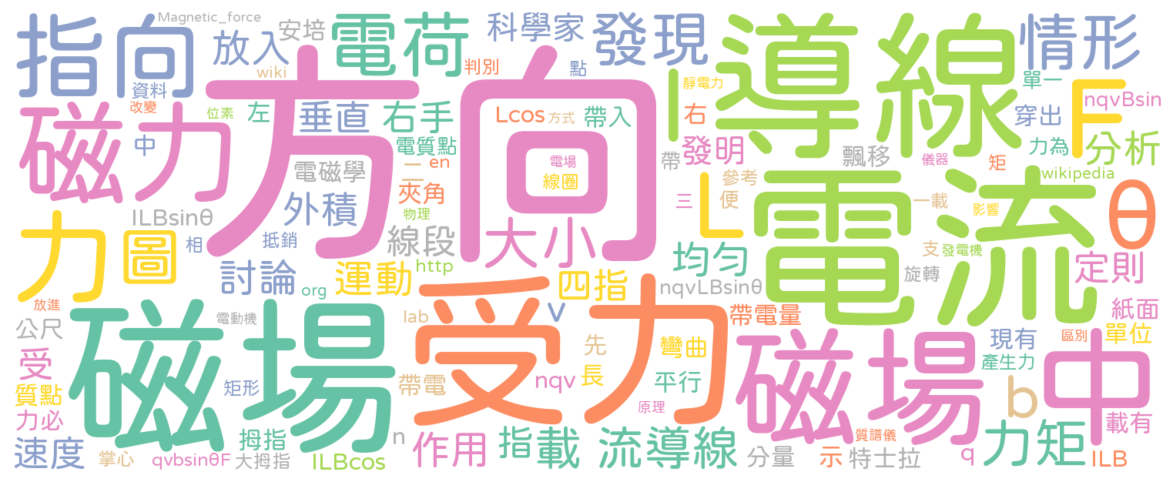 Magnetic_force
指向
放入
安培
電荷
科學家
發現
導線
情形
wiki
判別
點
靜電力
單一
F
nqvBsin
資料
改變
位素
左
垂直
右手
Lcos
方式
帶入
I
右
穿出
分析
磁力
方向
中
電質點
電場
發明
飄移
儀器
矩
力為
wikipedia
電磁學
二
en
線圈
帶
參考
ILBsinθ
外積
夾角
物理
三
便
L
電流
一載
影響
θ
力
圖
相
抵銷
線段
大小
均勻
支
發電機
討論
http
org
運動
四指
nqvLBsinθ
旋轉
定則
放進
公尺
電動機
磁場
lab
受力
v
帶電量
磁場中
紙面
單位
現有
區別
受
先
彎曲
產生力
質點
矩形
帶電
nqv
長
平行
b
載有
力必
原理
速度
掌心
拇指
大拇指
qvbsinθF
ILBcos
n
作用
指
載
流導線
分量
示
質譜儀
特士拉
q
力矩
ILB